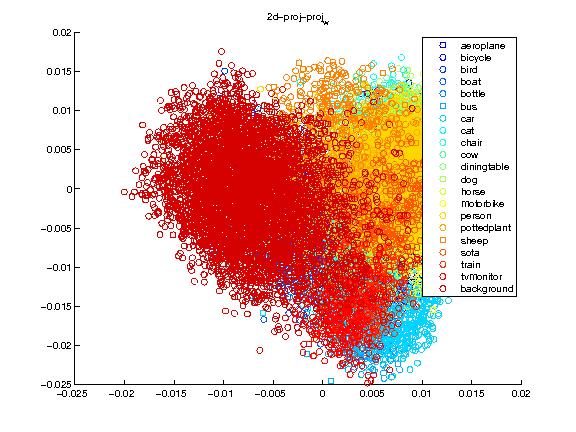 2d-proj-proj_w
0.02
0.015
0.01
0.005
0
-0.005
-0.01
-0.015
-0.02
-0.025
-0.025
-0.02
-0.015
-0.01
-0.005
0
0.005
0.01
0.015
0.02
aeroplane
bicycle
bird
boat
bottle
bus
car
cat
chair
cow
diningtable
dog
horse
motorbike
person
pottedplant
sheep
sofa
train
tvmonitor
background